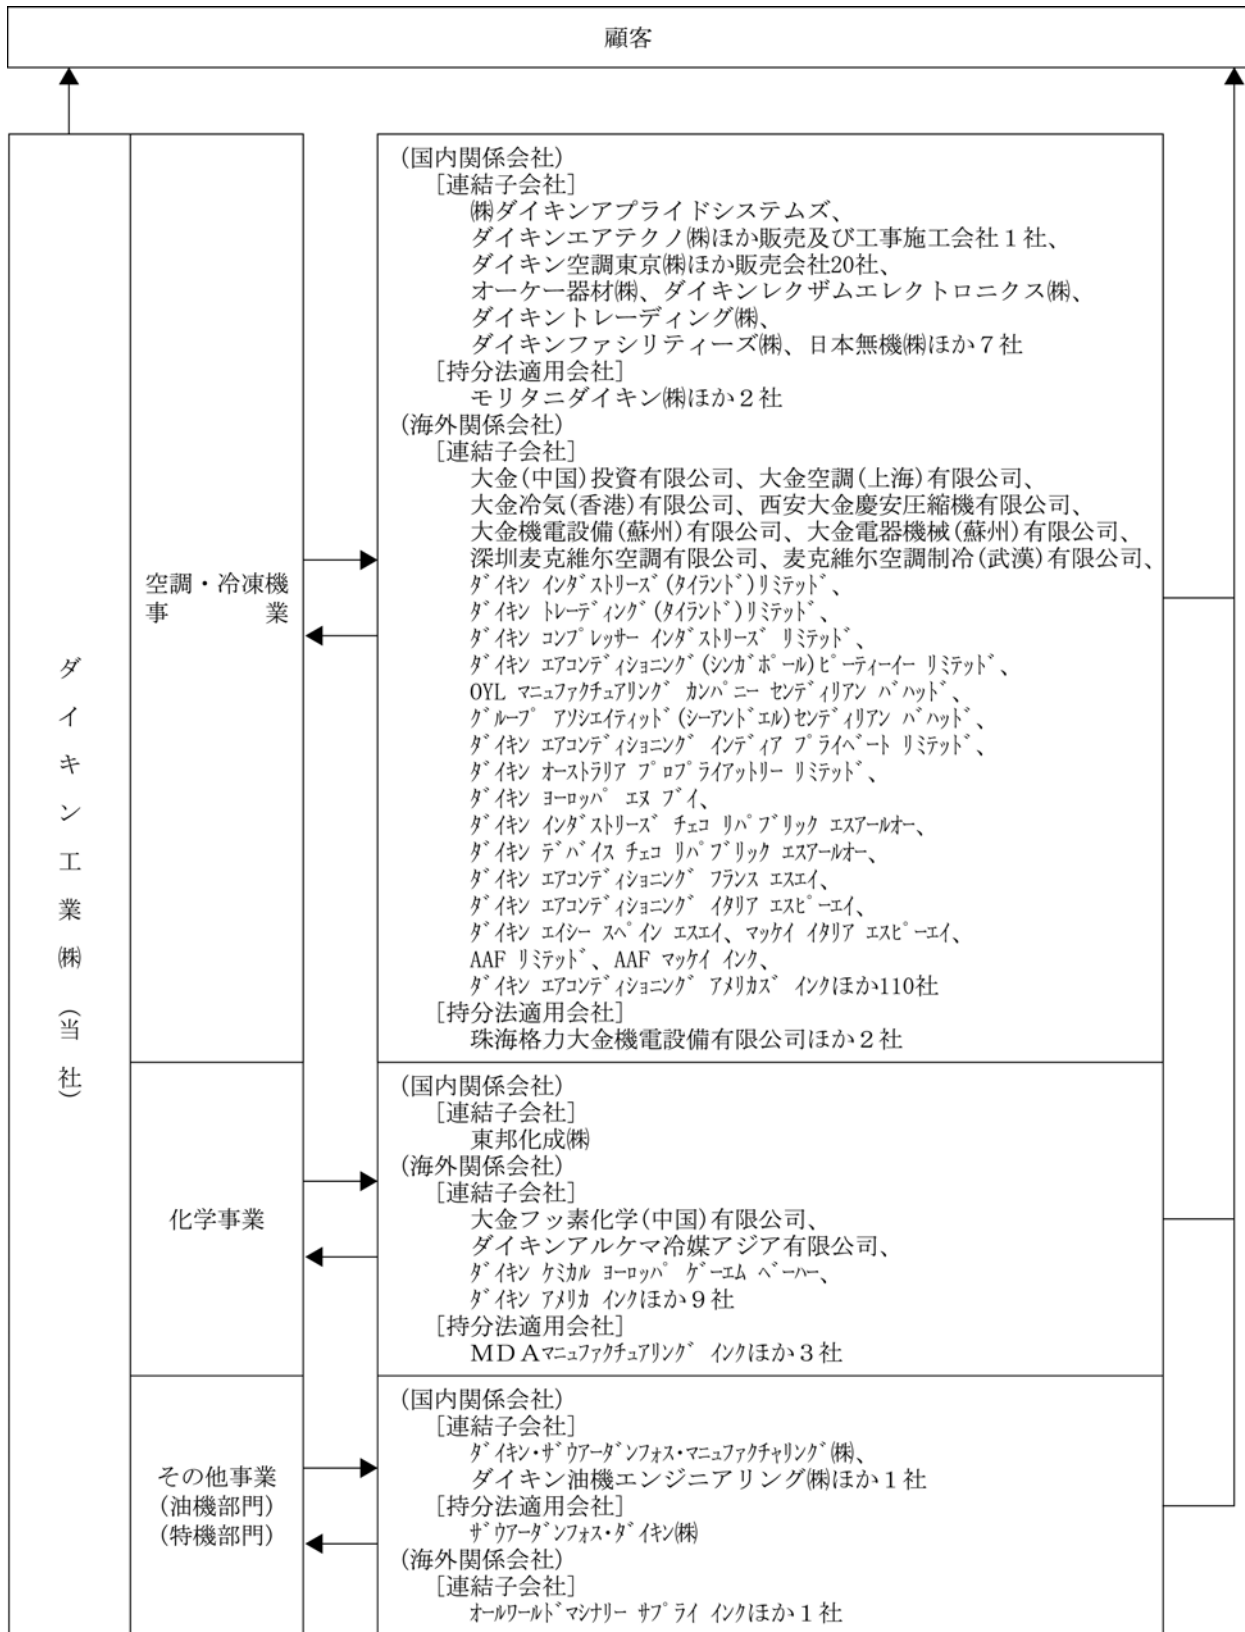 顧客
ダイキン工業㈱（当社）
空調・冷凍機
事業
(国内関係会社)
[連結子会社]
㈱ダイキンアプライドシステムズ、
ダイキンエアテクノ㈱ほか販売及び工事施工会社１社、
ダイキン空調東京㈱ほか販売会社20社、
オーケー器材㈱、ダイキンレクザムエレクトロニクス㈱、
ダイキントレーディング㈱、
ダイキンファシリティーズ㈱、日本無機㈱ほか７社
[持分法適用会社]
モリタニダイキン㈱ほか２社
(海外関係会社)
[連結子会社]
大金(中国)投資有限公司、大金空調(上海)有限公司、
大金冷気(香港)有限公司、西安大金慶安圧縮機有限公司、
大金機電設備(蘇州)有限公司、大金電器機械(蘇州)有限公司、
深圳麦克維尔空調有限公司、麦克維尔空調制冷(武漢)有限公司、
ﾀﾞｲｷﾝ ｲﾝﾀﾞｽﾄﾘｰｽﾞ(ﾀｲﾗﾝﾄﾞ)ﾘﾐﾃｯﾄﾞ、
ﾀﾞｲｷﾝ ﾄﾚｰﾃﾞｨﾝｸﾞ(ﾀｲﾗﾝﾄﾞ)ﾘﾐﾃｯﾄﾞ、
ﾀﾞｲｷﾝ ｺﾝﾌﾟﾚｯｻｰ ｲﾝﾀﾞｽﾄﾘｰｽﾞ ﾘﾐﾃｯﾄﾞ、
ﾀﾞｲｷﾝ ｴｱｺﾝﾃﾞｨｼｮﾆﾝｸﾞ(ｼﾝｶﾞﾎﾟｰﾙ)ﾋﾟｰﾃｨｰｲｰ ﾘﾐﾃｯﾄﾞ、
OYL ﾏﾆｭﾌｧｸﾁｭｱﾘﾝｸﾞ ｶﾝﾊﾟﾆｰ ｾﾝﾃﾞｨﾘｱﾝ ﾊﾞﾊｯﾄﾞ、
ｸﾞﾙｰﾌﾟ ｱｿｼｴｲﾃｨｯﾄﾞ(ｼｰｱﾝﾄﾞｴﾙ)ｾﾝﾃﾞｨﾘｱﾝ ﾊﾞﾊｯﾄﾞ、
ﾀﾞｲｷﾝ ｴｱｺﾝﾃﾞｨｼｮﾆﾝｸﾞ ｲﾝﾃﾞｨｱ ﾌﾟﾗｲﾍﾞｰﾄ ﾘﾐﾃｯﾄﾞ、
ﾀﾞｲｷﾝ ｵｰｽﾄﾗﾘｱ ﾌﾟﾛﾌﾟﾗｲｱｯﾄﾘｰ ﾘﾐﾃｯﾄﾞ、
ﾀﾞｲｷﾝ ﾖｰﾛｯﾊﾟ ｴﾇ ﾌﾞｲ、
ﾀﾞｲｷﾝ ｲﾝﾀﾞｽﾄﾘｰｽﾞ ﾁｪｺ ﾘﾊﾟﾌﾞﾘｯｸ ｴｽｱｰﾙｵｰ、
ﾀﾞｲｷﾝ ﾃﾞﾊﾞｲｽ ﾁｪｺ ﾘﾊﾟﾌﾞﾘｯｸ ｴｽｱｰﾙｵｰ、
ﾀﾞｲｷﾝ ｴｱｺﾝﾃﾞｨｼｮﾆﾝｸﾞ ﾌﾗﾝｽ ｴｽｴｲ、
ﾀﾞｲｷﾝ ｴｱｺﾝﾃﾞｨｼｮﾆﾝｸﾞ ｲﾀﾘｱ ｴｽﾋﾟｰｴｲ、
ﾀﾞｲｷﾝ ｴｲｼｰ ｽﾍﾟｲﾝ ｴｽｴｲ、ﾏｯｹｲ ｲﾀﾘｱ ｴｽﾋﾟｰｴｲ、
AAF ﾘﾐﾃｯﾄﾞ、AAF ﾏｯｹｲ ｲﾝｸ、
ﾀﾞｲｷﾝ ｴｱｺﾝﾃﾞｨｼｮﾆﾝｸﾞ ｱﾒﾘｶｽﾞ ｲﾝｸほか110社
[持分法適用会社]
珠海格力大金機電設備有限公司ほか２社
化学事業
(国内関係会社)
[連結子会社]
東邦化成㈱
(海外関係会社)
[連結子会社]
大金フッ素化学(中国)有限公司、
ダイキンアルケマ冷媒アジア有限公司、
ﾀﾞｲｷﾝ ｹﾐｶﾙ ﾖｰﾛｯﾊﾟ ｹﾞｰｴﾑ ﾍﾞｰﾊｰ、
ﾀﾞｲｷﾝ ｱﾒﾘｶ ｲﾝｸほか９社
[持分法適用会社]
ＭＤＡﾏﾆｭﾌｧｸﾁｭｱﾘﾝｸﾞ ｲﾝｸほか３社
その他事業
(油機部門)
(特機部門)
(国内関係会社)
[連結子会社]
ﾀﾞｲｷﾝ･ｻﾞｳｱｰﾀﾞﾝﾌｫｽ･ﾏﾆｭﾌｧｸﾁｬﾘﾝｸﾞ㈱、
ダイキン油機エンジニアリング㈱ほか１社
[持分法適用会社]
ｻﾞｳｱｰﾀﾞﾝﾌｫｽ･ﾀﾞｲｷﾝ㈱
(海外関係会社)
[連結子会社]
ｵｰﾙﾜｰﾙﾄﾞﾏｼﾅﾘｰ ｻﾌﾟﾗｲ ｲﾝｸほか１社